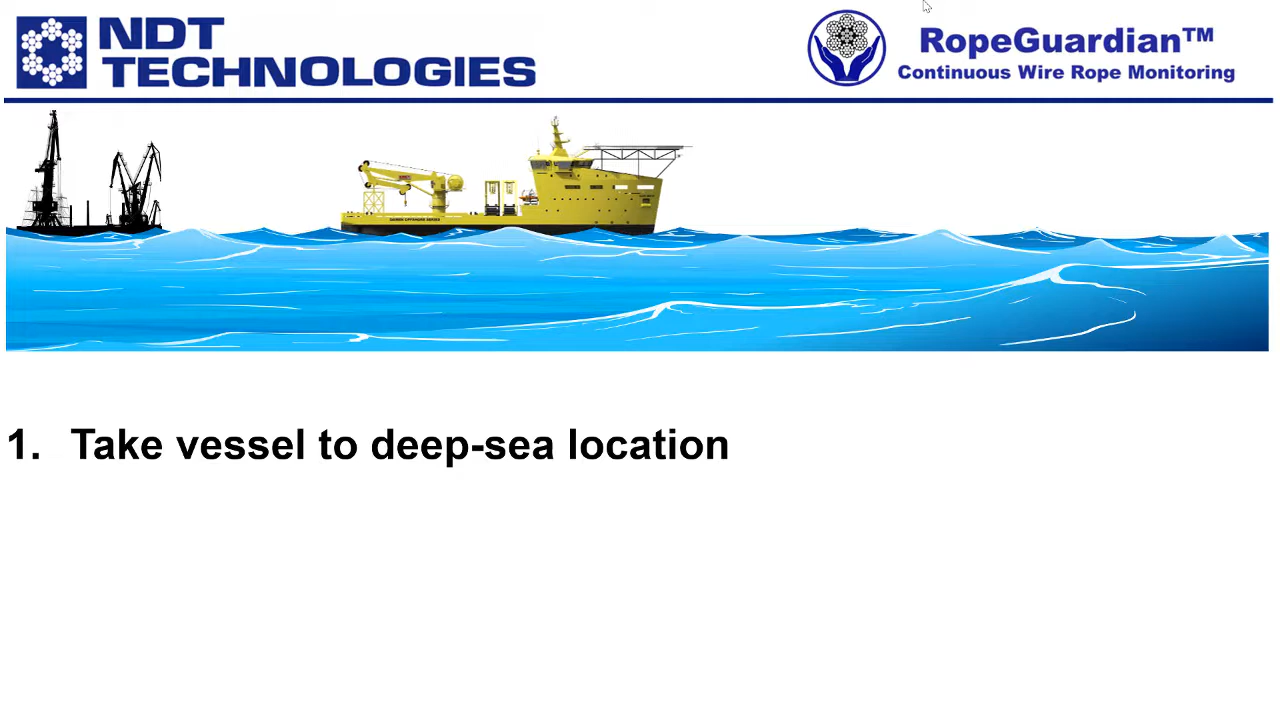 NDT
TECHNOLOGIES
RopeGuardian™
Continuous Wire Rope Monitoring
1. Take vessel to deep-sea location